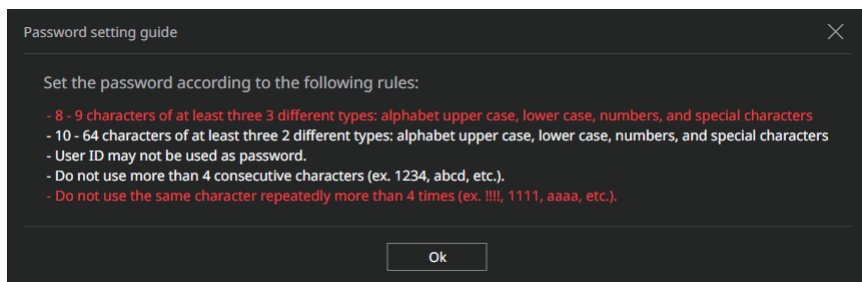 Password setting guide
Set the password according to the following rules:
- 8 - 9 characters of at least three 3 different types: alphabet upper case, lower case, numbers, and special characters
- 10 - 64 characters of at least three 2 different types: alphabet upper case, lower case, numbers, and special characters
- User ID may not be used as password.
- Do not use more than 4 consecutive characters (ex. 1234, abcd, etc.).
- Do not use the same character repeatedly more than 4 times (ex. !!!!, 1111, aaaa, etc.).
Ok